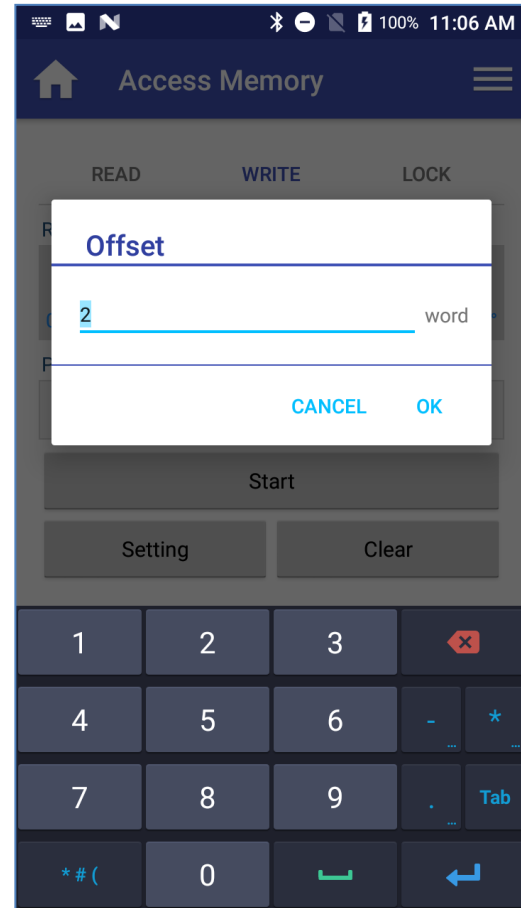 100% 11:06 AM
Access Memory
READ WRITE LOCK
R
Offset
2 word
P
CANCEL OK
Start
Setting Clear
1 2 3
4 5 6 - * ... ...
7 8 9 . Tab ...
* # ( 0